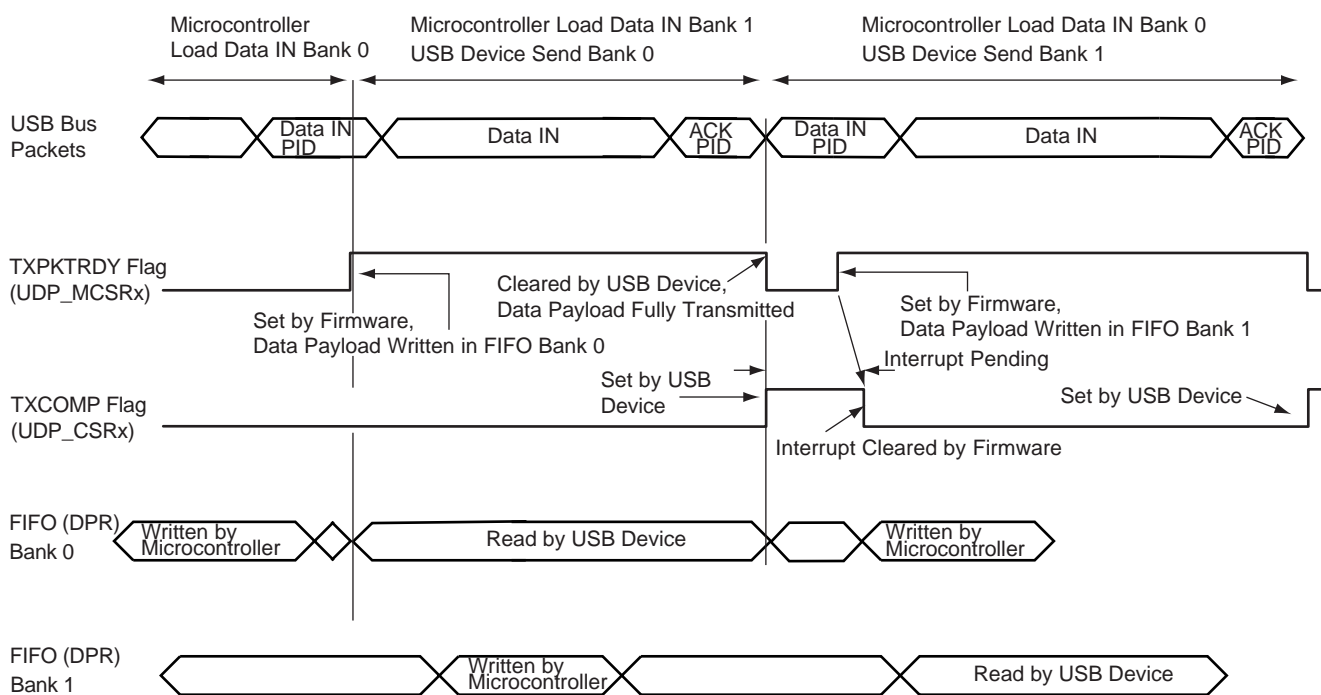 Microcontroller
Load Data IN Bank 0
Microcontroller Load Data IN Bank 1
USB Device Send Bank 0
Microcontroller Load Data IN Bank 0
USB Device Send Bank 1
USB Bus
Packets
Data IN
PID
Data IN
ACK
PID
Data IN
PID
Data IN
ACK
PID
TXPKTRDY Flag
(UDP_MCSRx)
Set by Firmware,
Data Payload Written in FIFO Bank 0
Cleared by USB Device,
Data Payload Fully Transmitted
Set by Firmware,
Data Payload Written in FIFO Bank 1
Interrupt Pending
Set by USB
Device
TXCOMP Flag
(UDP_CSRx)
Set by USB Device
Interrupt Cleared by Firmware
FIFO (DPR)
Bank 0
Written by
Microcontroller
Read by USB Device
Written by
Microcontroller
FIFO (DPR)
Bank 1
Written by
Microcontroller
Read by USB Device